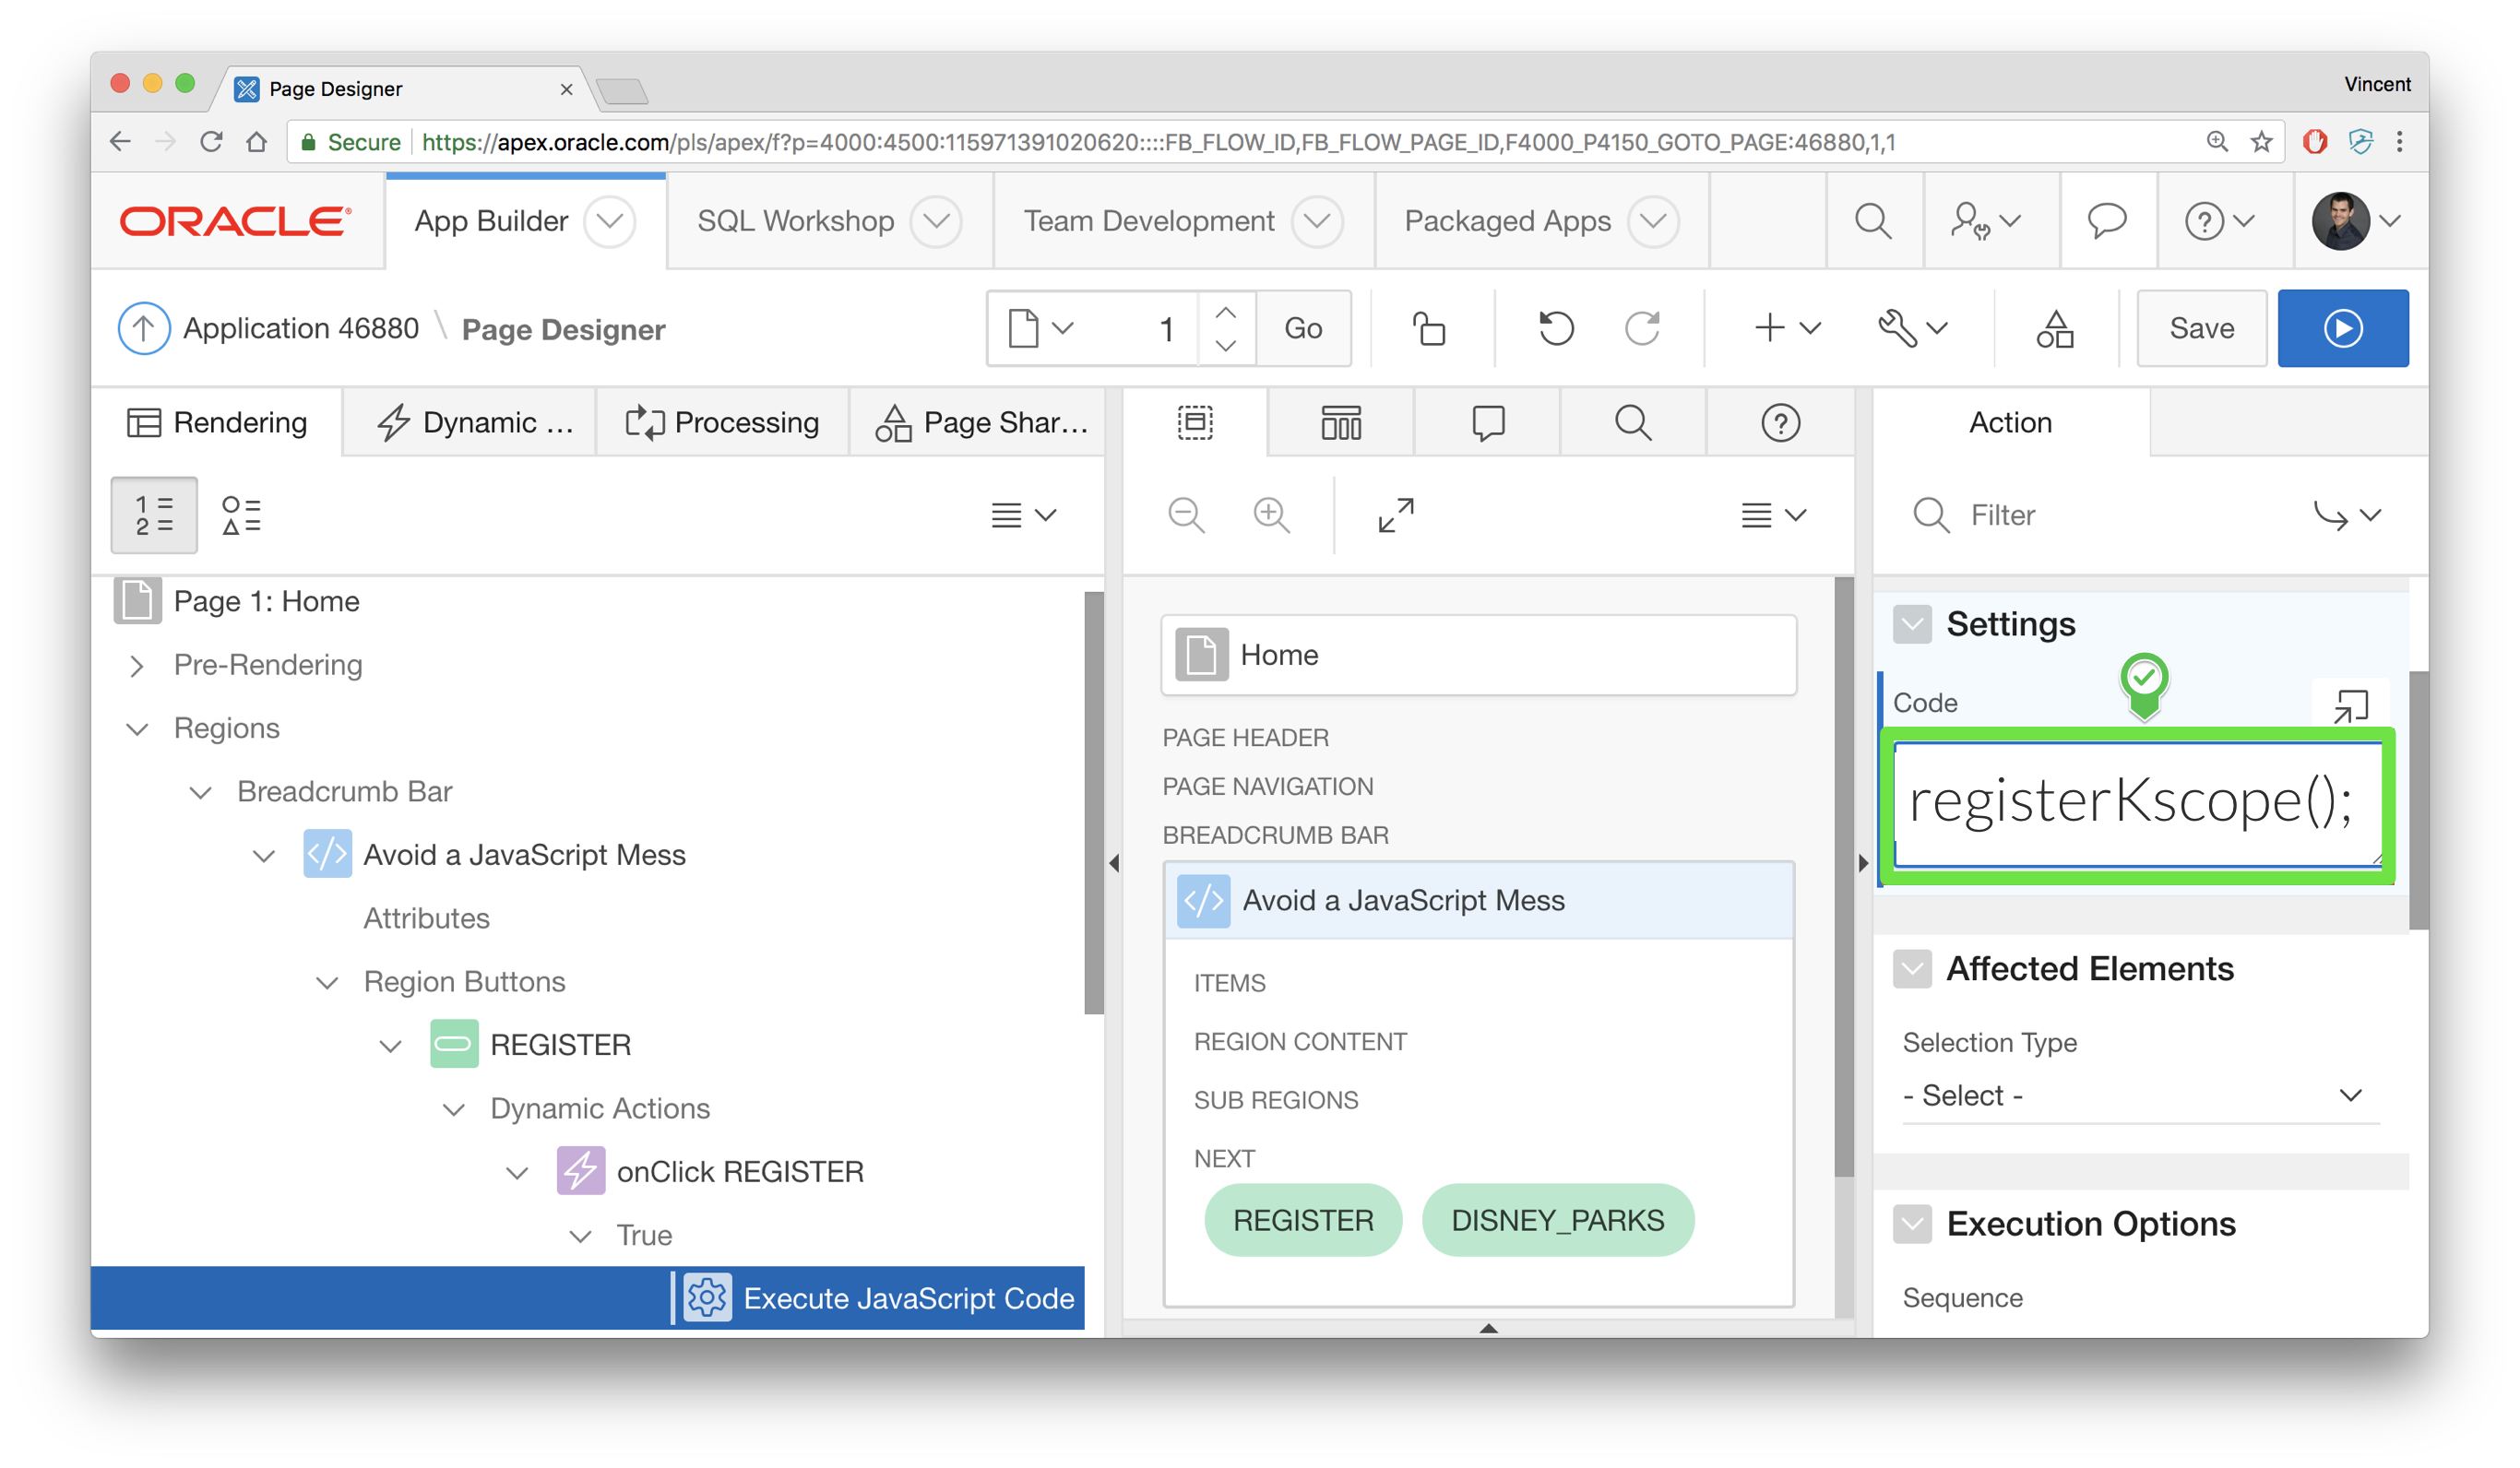 Page Designer
Vincent
Secure https://apex.oracle.com/pls/apex/f?p=4000:4500:115971391020620::::FB_FLOW_ID,FB_FLOW_PAGE_ID,F4000_P4150_GOTO_PAGE:46880,1,1
ORACLE® App Builder SQL Workshop Team Development Packaged Apps
Application 46880 \ Page Designer 1 Go Save
Rendering Dynamic ... Processing Page Shar... Action
1
2
Filter
Page 1: Home
Pre-Rendering
Regions
Breadcrumb Bar
Avoid a JavaScript Mess
Attributes
Region Buttons
REGISTER
Dynamic Actions
onClick REGISTER
True
Execute JavaScript Code
Home
PAGE HEADER
PAGE NAVIGATION
BREADCRUMB BAR
Avoid a JavaScript Mess
ITEMS
REGION CONTENT
SUB REGIONS
NEXT
REGISTER DISNEY_PARKS
Settings
Code
registerKscope();
Affected Elements
Selection Type
- Select -
Execution Options
Sequence